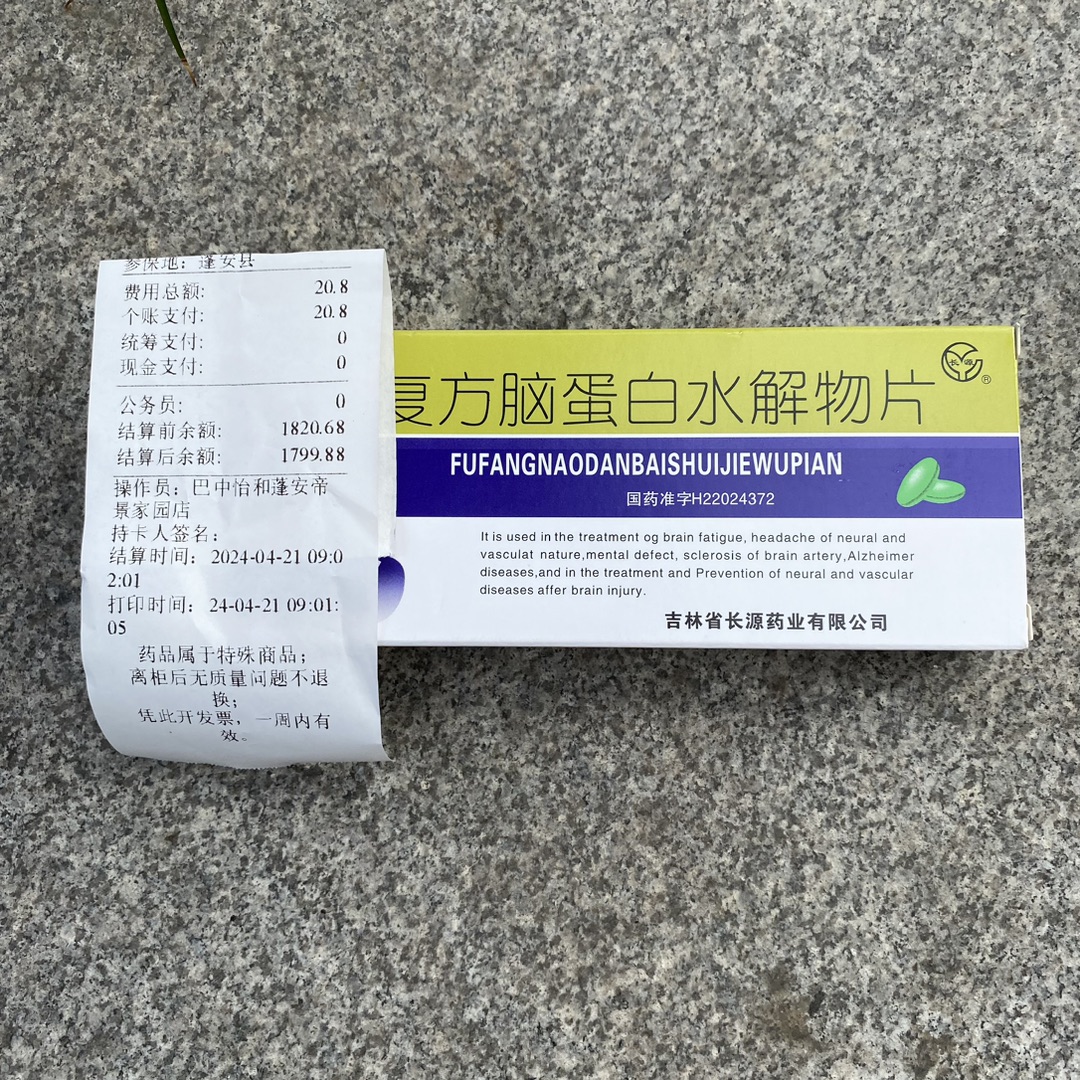 参保地: 蓬安县
费用总额: 20.8
个账支付: 20.8
统筹支付: 0
现金支付: 0
公务员: 0
结算前余额: 1820.68
结算后余额: 1799.88
操作员: 巴中怡和蓬安帝
景家园店
持卡人签名:
结算时间: 2024-04-21 09:0
2:01
打印时间: 24-04-21 09:01:
05
药品属于特殊商品;
离柜后无质量问题不退
换;
凭此开发票, 一周内有
效。
复方脑蛋白水解物片
长源
®
FUFANGNAODANBAISHUIJIEWUPIAN
国药准字H22024372
It is used in the treatment og brain fatigue, headache of neural and
vasculat nature,mental defect, sclerosis of brain artery,Alzheimer
diseases,and in the treatment and Prevention of neural and vascular
diseases affer brain injury.
吉林省长源药业有限公司